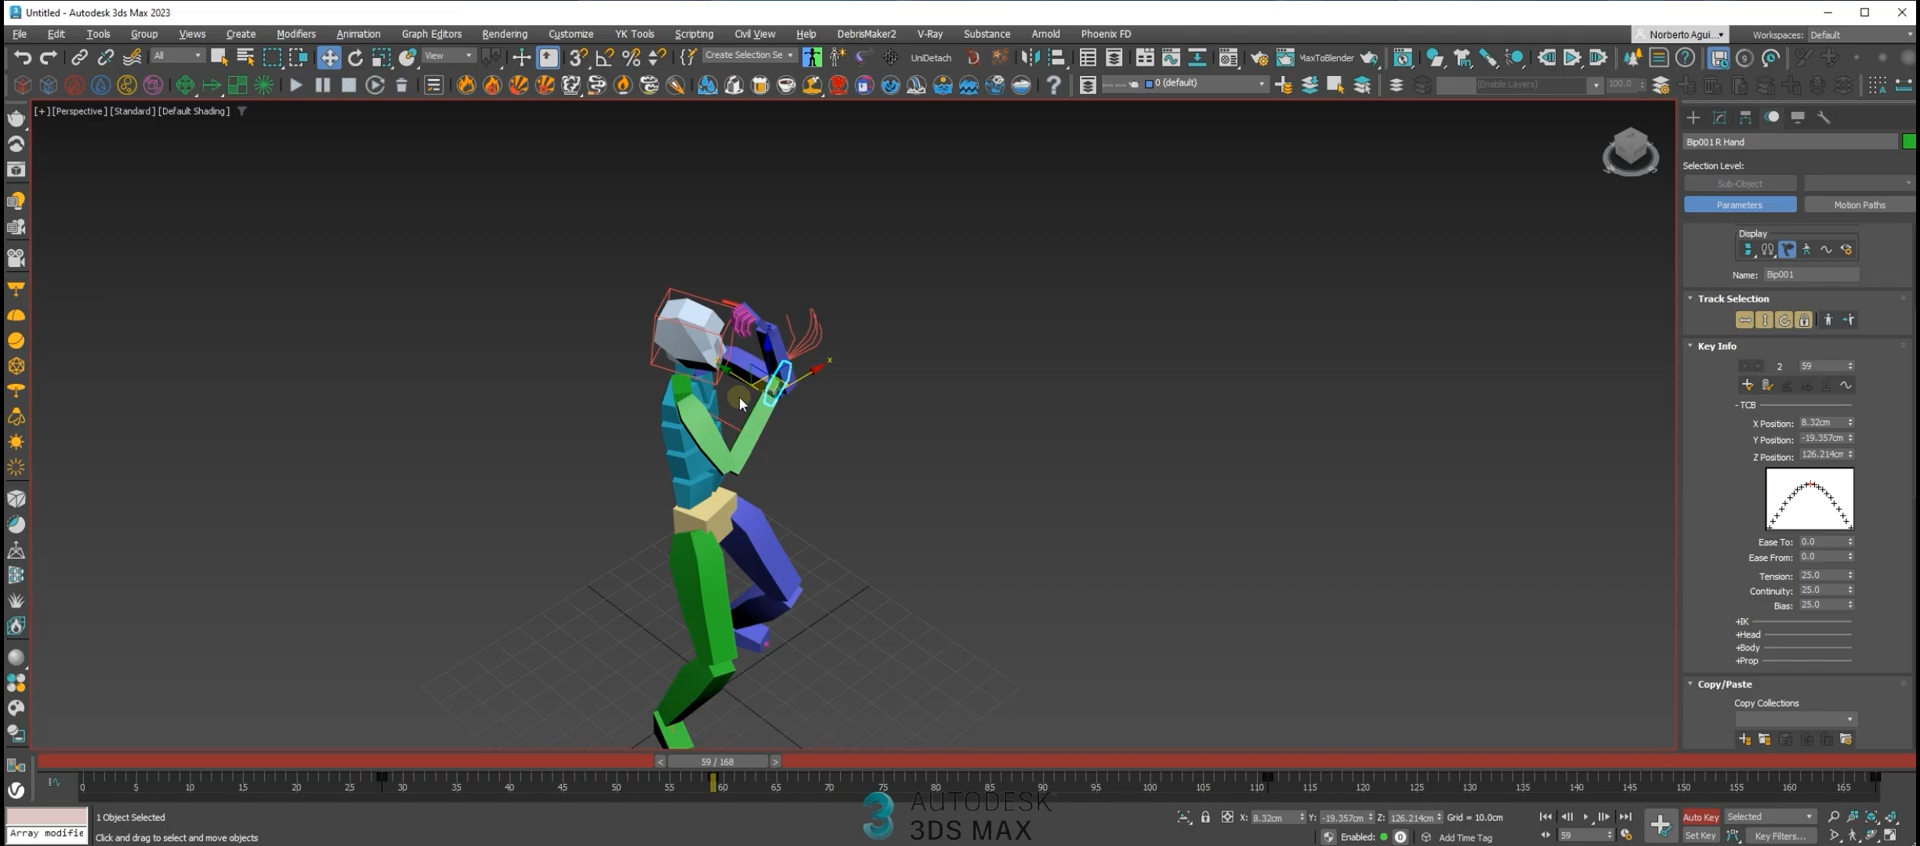 Untitled - Autodesk 3ds Max 2023
File Edit Tools Group Views Create Modifiers Animation Graph Editors Rendering Customize YK Tools Scripting Civil View Help DebrisMaker2 V-Ray Substance Arnold Phoenix FD
Norberto Agui... Workspaces: Default
All View Create Selection Se UnDetach MaxToBlender
0 (default) (Enable Layers) 100.0
[+] [Perspective] [Standard] [Default Shading]
Bip001 R Hand
Selection Level:
Sub-Object
Parameters Motion Paths
Display
Name: Bip001
Track Selection
Key Info
2 59
- TCB
X Position: 8.32cm
Y Position: -19.357cm
Z Position: 126.214cm
Ease To: 0.0
Ease From: 0.0
Tension: 25.0
Continuity: 25.0
Bias: 25.0
+IK
+Head
+Body
+Prop
Copy/Paste
Copy Collections
x
< 59 / 168 >
0 5 10 15 20 25 30 35 40 45 50 55 60 65 70 75 80 85 90 95 100 105 110 115 120 125 130 135 140 145 150 155 160 165
AUTODESK
3DS MAX
Array modifie
1 Object Selected
Click and drag to select and move objects
X: 8.32cm Y: -19.357cm Z: 126.214cm Grid = 10.0cm
Enabled: 0 Add Time Tag
59
Auto Key Selected
Set Key Key Filters...